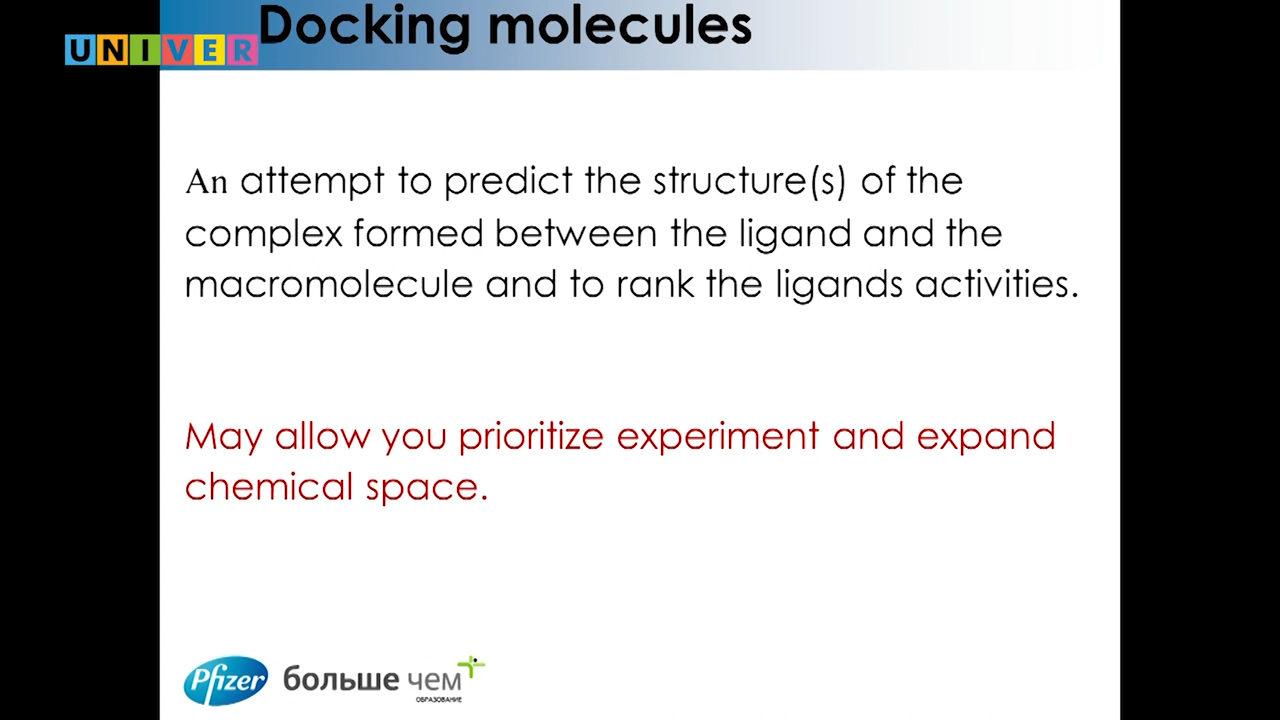 Docking molecules
UNIVER
An attempt to predict the structure(s) of the
complex formed between the ligand and the
macromolecule and to rank the ligands activities.
May allow you prioritize experiment and expand
chemical space.
Pfizer больше чем
ОБРАЗОВАНИЕ